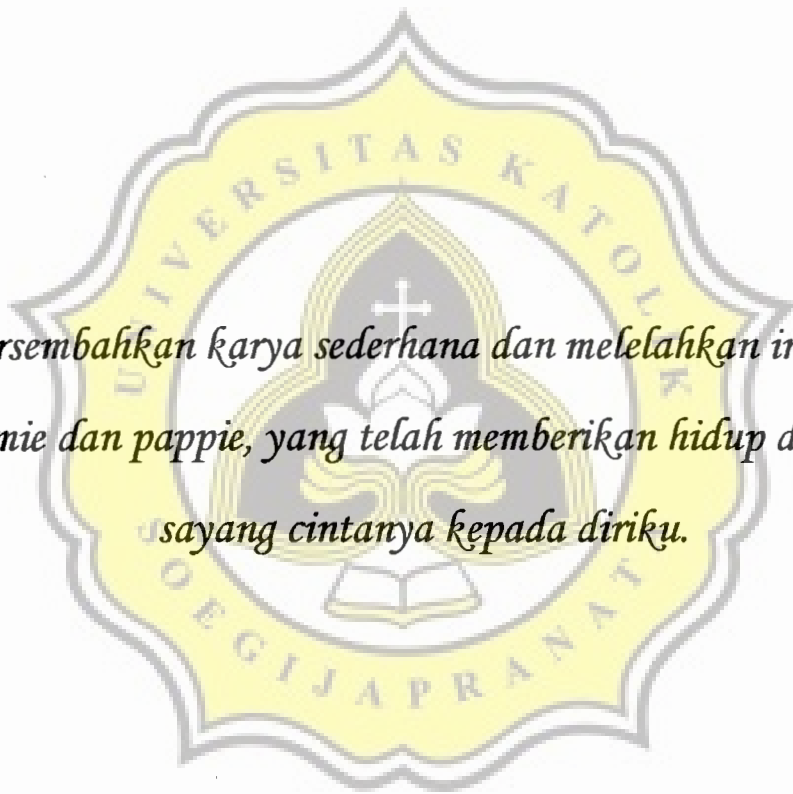 UNIVERSITAS KATOLIK
rsembahkan karya sederhana dan melelahkan in
nie dan pappie, yang telah memberikan hidup d
sayang cintanya kepada diriku.
SOEGIJAPRANAT